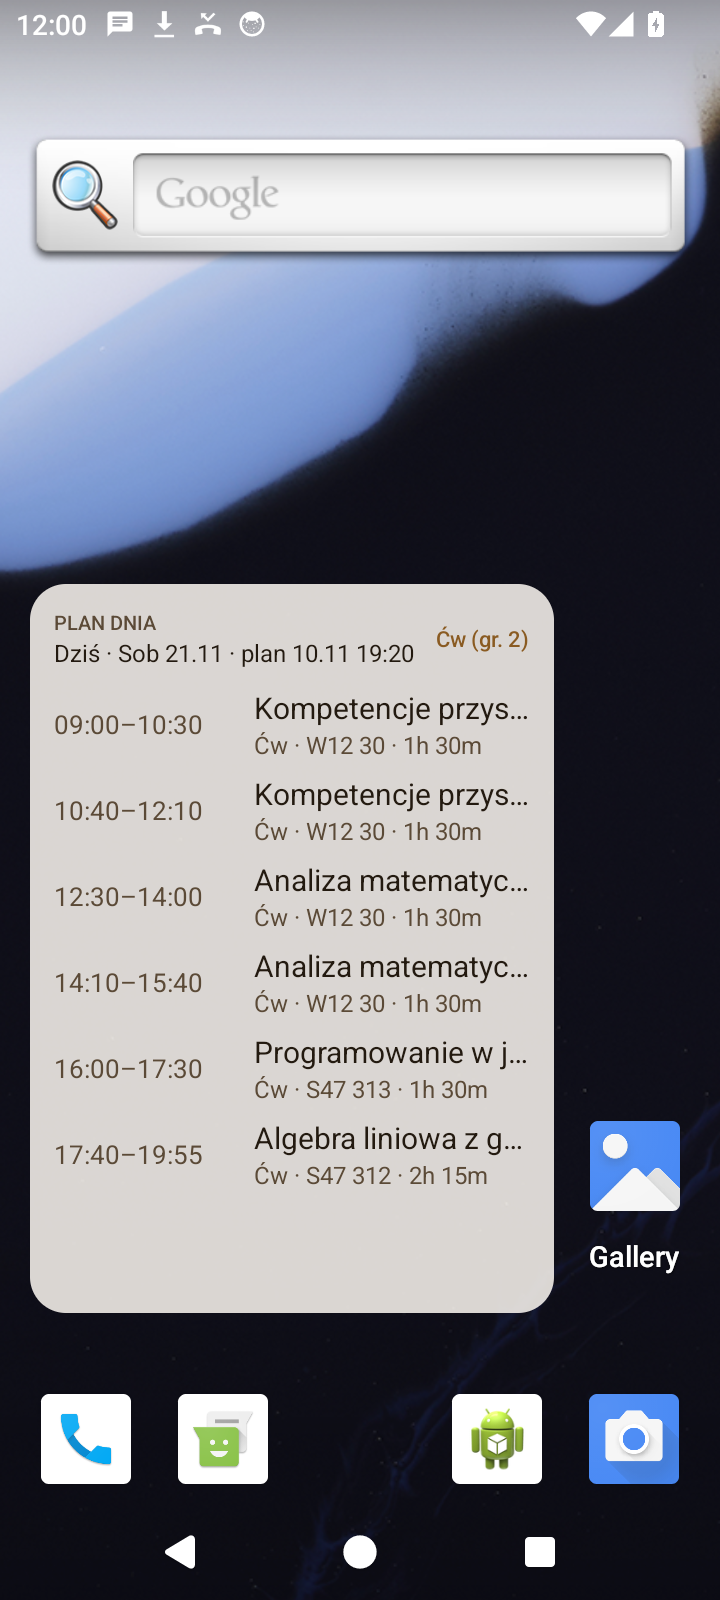 12:00
Google
PLAN DNIA
Dziś · Sob 21.11 · plan 10.11 19:20
Ćw (gr. 2)
09:00–10:30
Kompetencje przys…
Ćw · W12 30 · 1h 30m
10:40–12:10
Kompetencje przys…
Ćw · W12 30 · 1h 30m
12:30–14:00
Analiza matematyc…
Ćw · W12 30 · 1h 30m
14:10–15:40
Analiza matematyc…
Ćw · W12 30 · 1h 30m
16:00–17:30
Programowanie w j…
Ćw · S47 313 · 1h 30m
17:40–19:55
Algebra liniowa z g…
Ćw · S47 312 · 2h 15m
Gallery